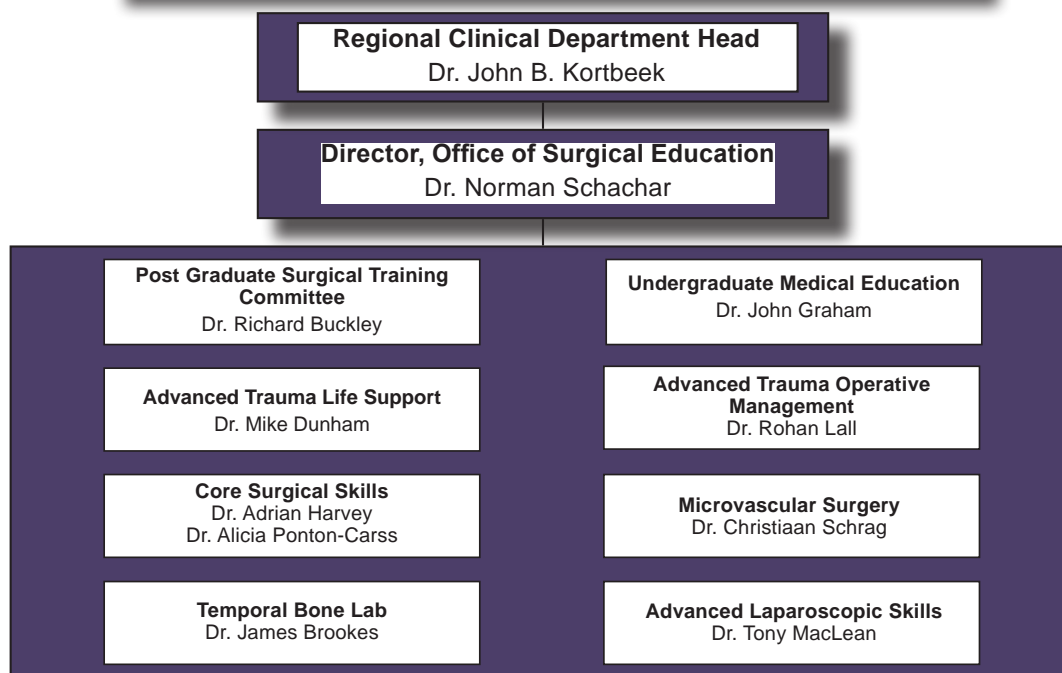 Regional Clinical Department Head
Dr. John B. Kortbeek
Director, Office of Surgical Education
Dr. Norman Schachar
Post Graduate Surgical Training
Committee
Dr. Richard Buckley
Undergraduate Medical Education
Dr. John Graham
Advanced Trauma Life Support
Dr. Mike Dunham
Advanced Trauma Operative
Management
Dr. Rohan Lall
Core Surgical Skills
Dr. Adrian Harvey
Dr. Alicia Ponton-Carss
Microvascular Surgery
Dr. Christiaan Schrag
Temporal Bone Lab
Dr. James Brookes
Advanced Laparoscopic Skills
Dr. Tony MacLean